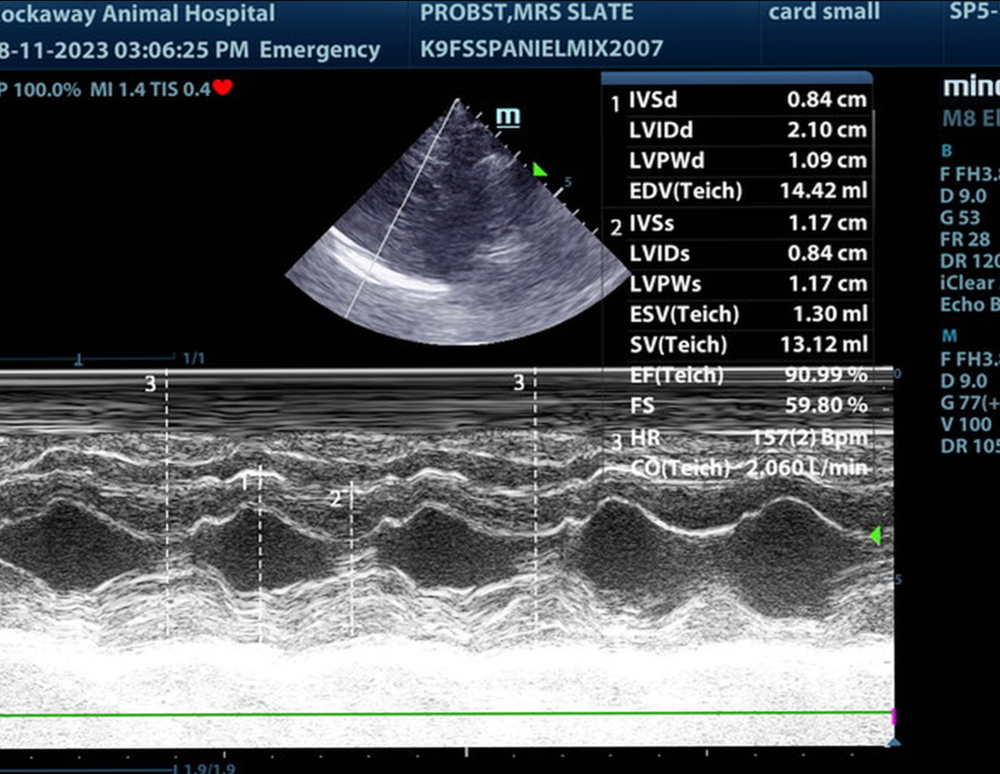 ockaway Animal Hospital
PROBST,MRS SLATE
card small
SP5-
8-11-2023 03:06:25 PM Emergency
K9FSSPANIELMIX2007
P 100.0% MI 1.4 TIS 0.4
m
5
1 IVSd 0.84 cm
LVIDd 2.10 cm
LVPWd 1.09 cm
EDV(Teich) 14.42 ml
2 IVSs 1.17 cm
LVIDs 0.84 cm
LVPWs 1.17 cm
ESV(Teich) 1.30 ml
SV(Teich) 13.12 ml
EF(Teich) 90.99 %
FS 59.80 %
3 HR 157(2) Bpm
CO(Teich) 2.060 L/min
M8 El
B
F FH3.
D 9.0
G 53
FR 28
DR 120
iClear
Echo B
M
F FH3.
D 9.0
G 77(+
V 100
DR 105
1/1
3
3
0
1
2
5
1.9/1.9